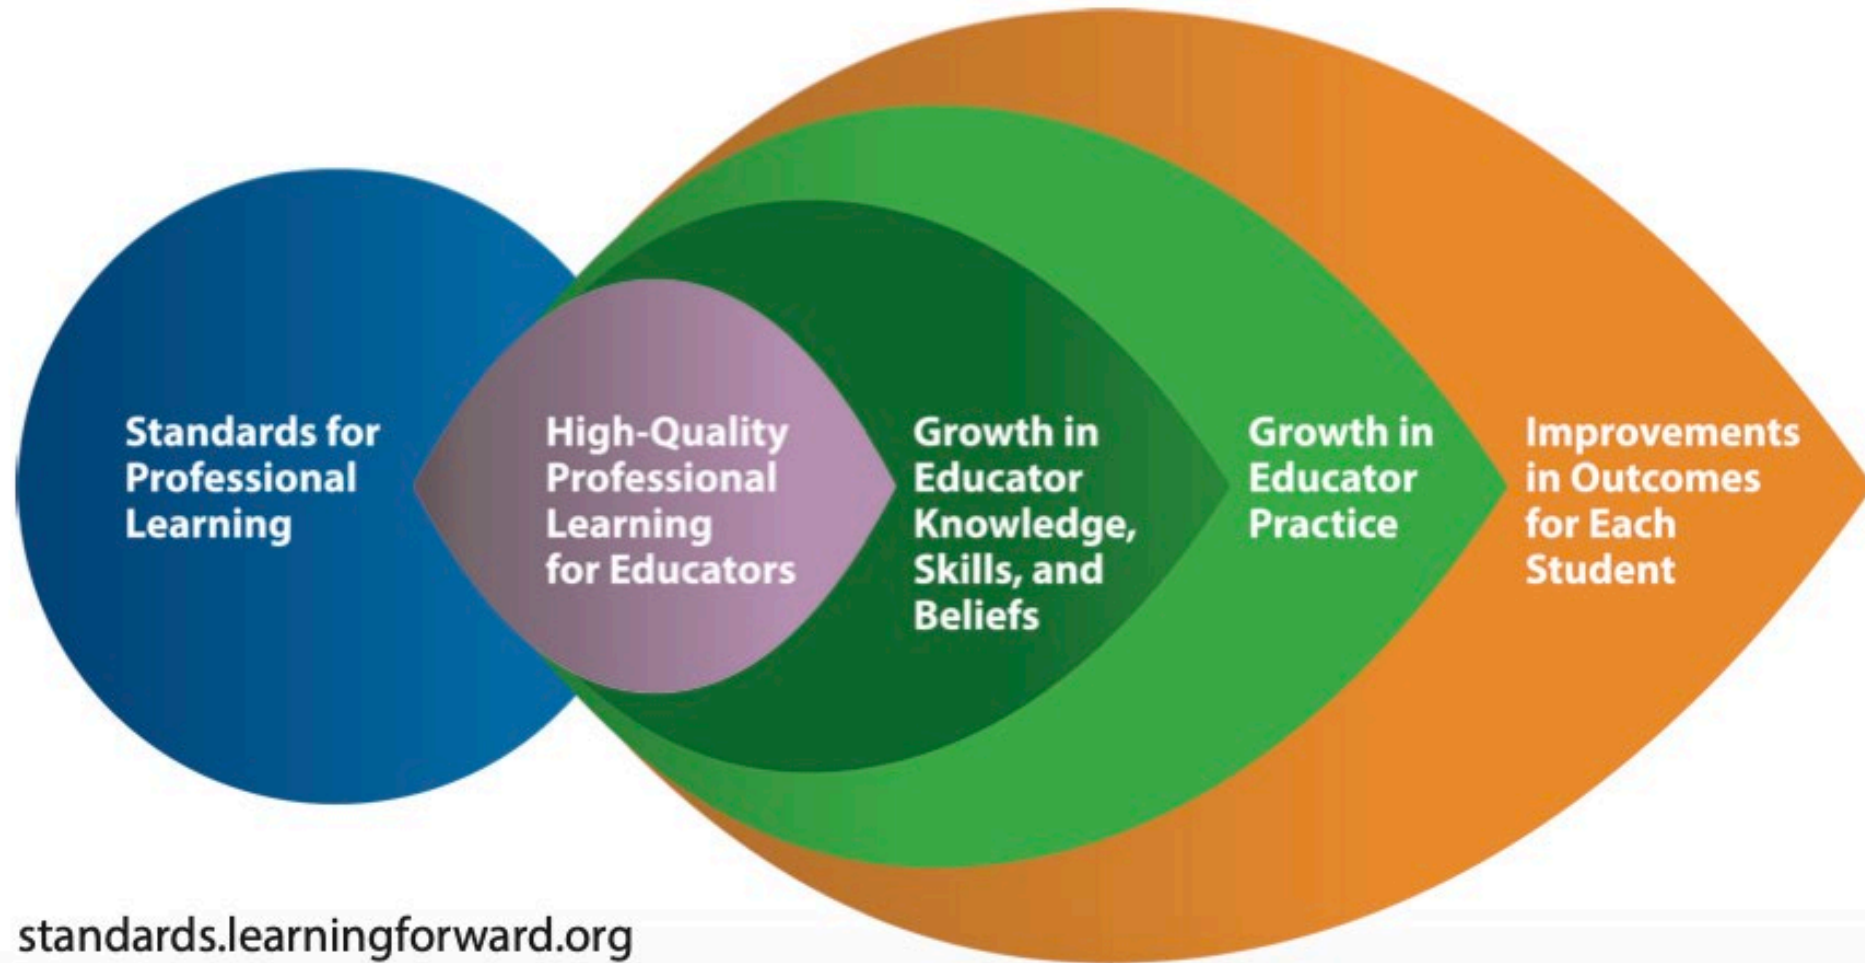 Standards for
Professional
Learning
High-Quality
Professional
Learning
for Educators
Growth in
Educator
Knowledge,
Skills, and
Beliefs
Growth in
Educator
Practice
Improvements
in Outcomes
for Each
Student
standards.learningforward.org